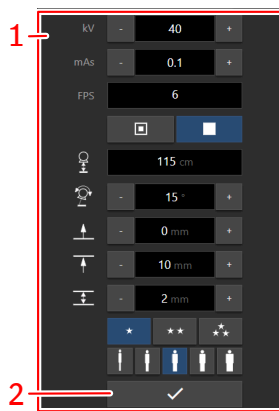 1
kV - 40 +
mAs - 0.1 +
FPS 6
115 cm
- 15 ° +
- 0 mm +
- 10 mm +
- 2 mm +
2